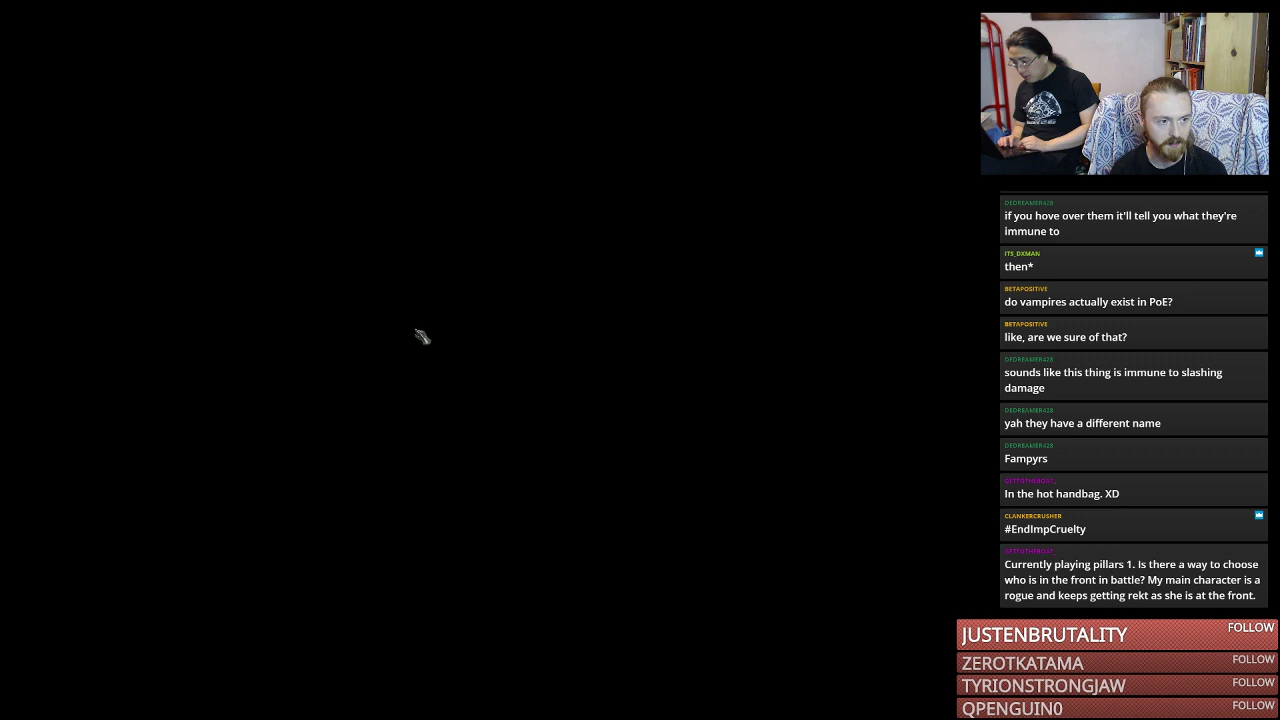 DEDREAMER428
if you hove over them it'll tell you what they're
immune to
ITS_DXMAN
then*
BETAPOSITIVE
do vampires actually exist in PoE?
BETAPOSITIVE
like, are we sure of that?
DEDREAMER428
sounds like this thing is immune to slashing
damage
DEDREAMER428
yah they have a different name
DEDREAMER428
Fampyrs
GETTOTHEBOAT_
In the hot handbag. XD
CLANKERCRUSHER
#EndImpCruelty
GETTOTHEBOAT_
Currently playing pillars 1. Is there a way to choose
who is in the front in battle? My main character is a
rogue and keeps getting rekt as she is at the front.
JUSTENBRUTALITY FOLLOW
ZEROTKATAMA FOLLOW
TYRIONSTRONGJAW FOLLOW
QPENGUIN0 FOLLOW